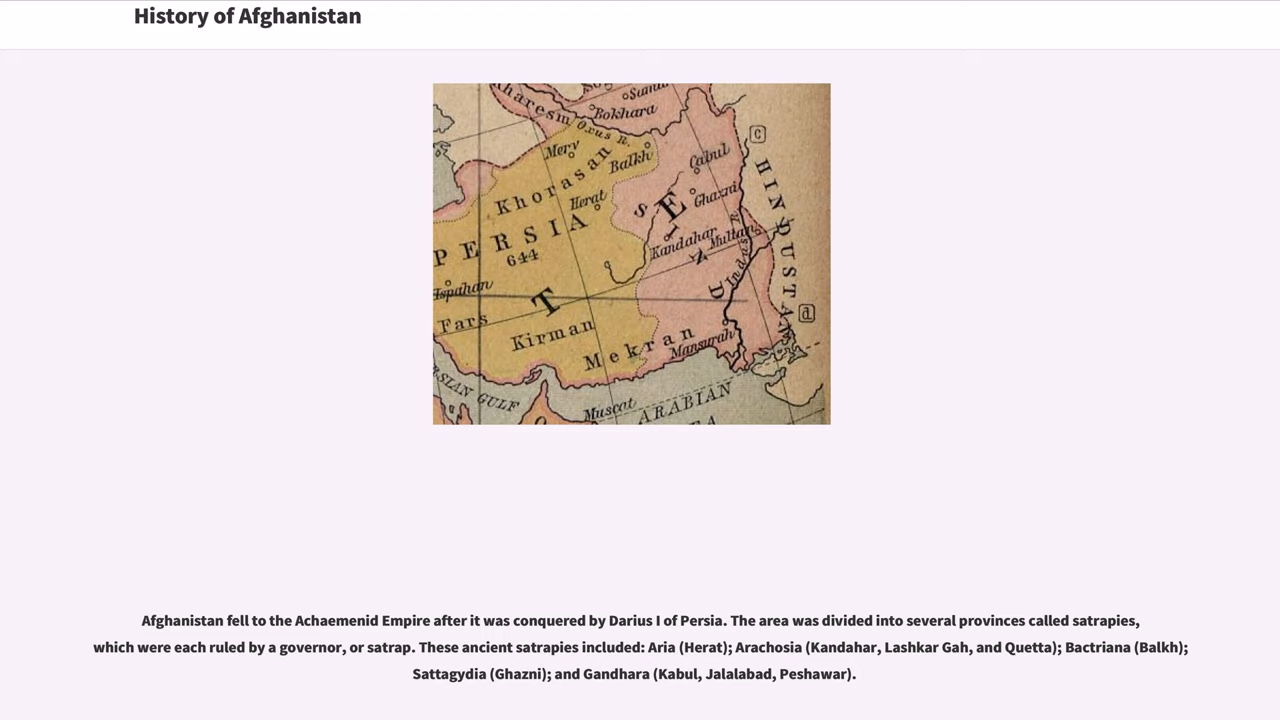 History of Afghanistan
Bokhara
Oxus R.
Merv
Balkh
Cabul
C
Khorasan
Herat
Ghazni
HINDUSTAN
PERSIA
644
Kandahar
Multan
Indus R.
SIND
Ispahan
E
T
d
Fars
Kirman
Mekran
Mansurah
RSIAN GULF
Muscat
ARABIAN
Afghanistan fell to the Achaemenid Empire after it was conquered by Darius I of Persia. The area was divided into several provinces called satrapies,
which were each ruled by a governor, or satrap. These ancient satrapies included: Aria (Herat); Arachosia (Kandahar, Lashkar Gah, and Quetta); Bactriana (Balkh);
Sattagydia (Ghazni); and Gandhara (Kabul, Jalalabad, Peshawar).